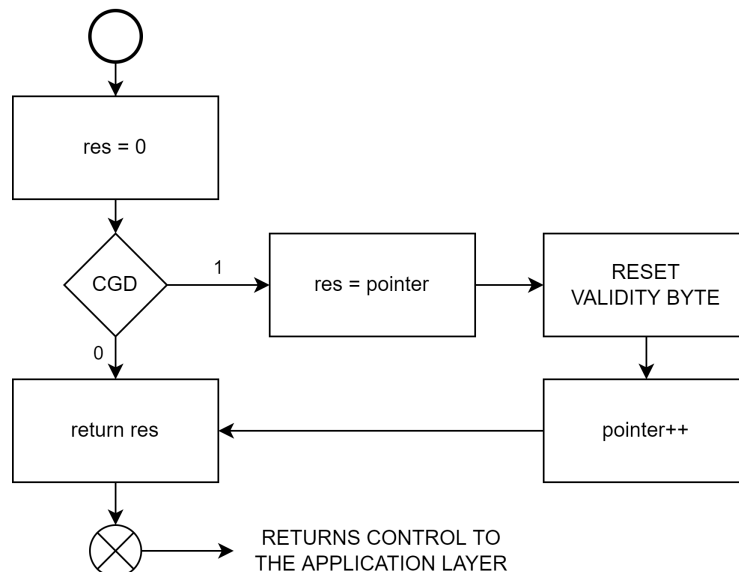 res = 0
CGD
1
res = pointer
RESET
VALIDITY BYTE
0
return res
pointer++
RETURNS CONTROL TO
THE APPLICATION LAYER